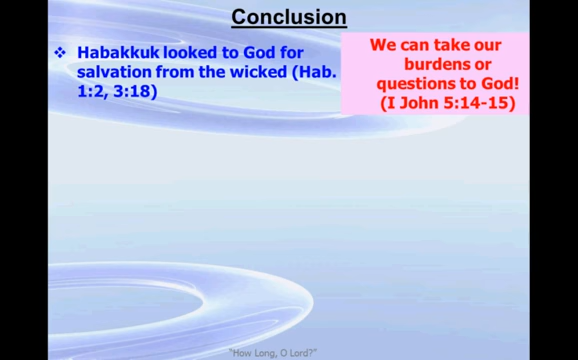 Conclusion
❖ Habakkuk looked to God for
salvation from the wicked (Hab.
1:2, 3:18)
We can take our
burdens or
questions to God!
(I John 5:14-15)
"How Long, O Lord?"